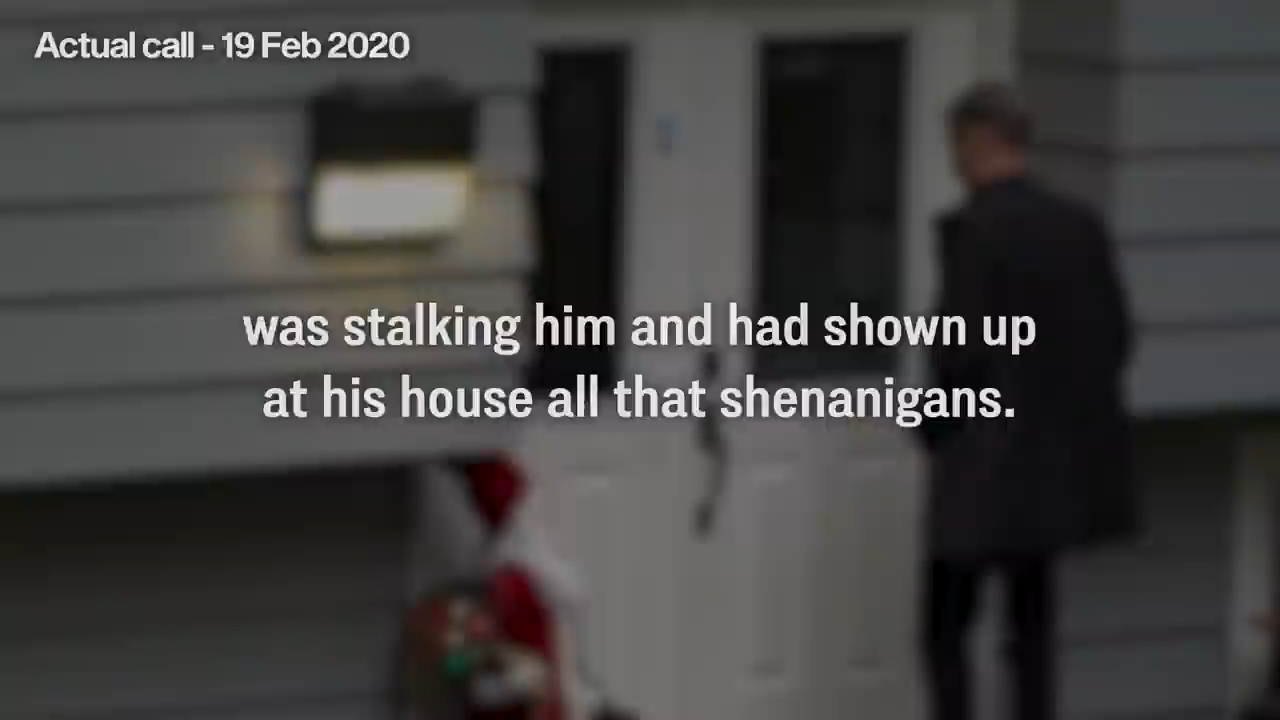 Actual call - 19 Feb 2020
was stalking him and had shown up
at his house all that shenanigans.